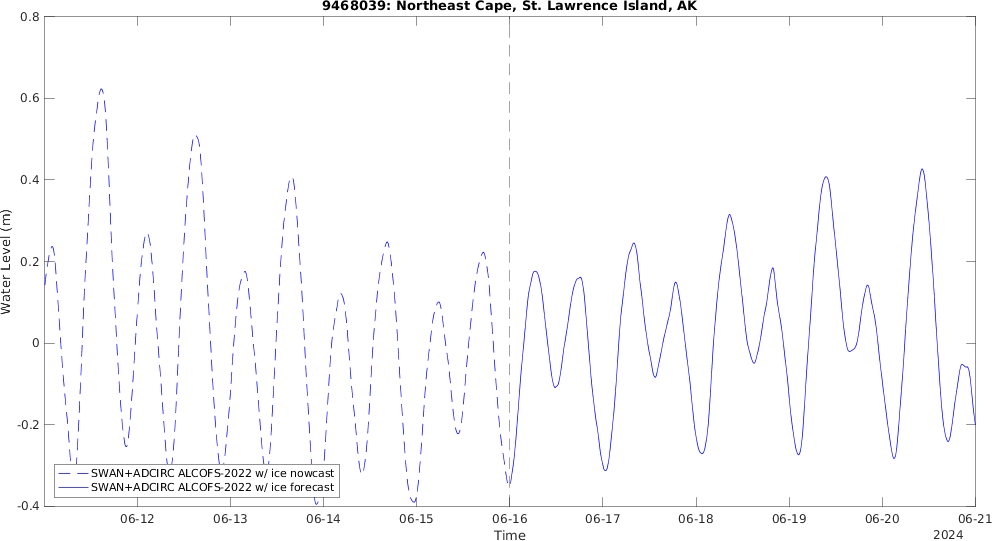 9468039: Northeast Cape, St. Lawrence Island, AK
Water Level (m)
0.8
0.6
0.4
0.2
0
-0.2
-0.4
SWAN+ADCIRC ALCOFS-2022 w/ ice nowcast
SWAN+ADCIRC ALCOFS-2022 w/ ice forecast
06-12 06-13 06-14 06-15 06-16 06-17 06-18 06-19 06-20 06-21
Time
2024